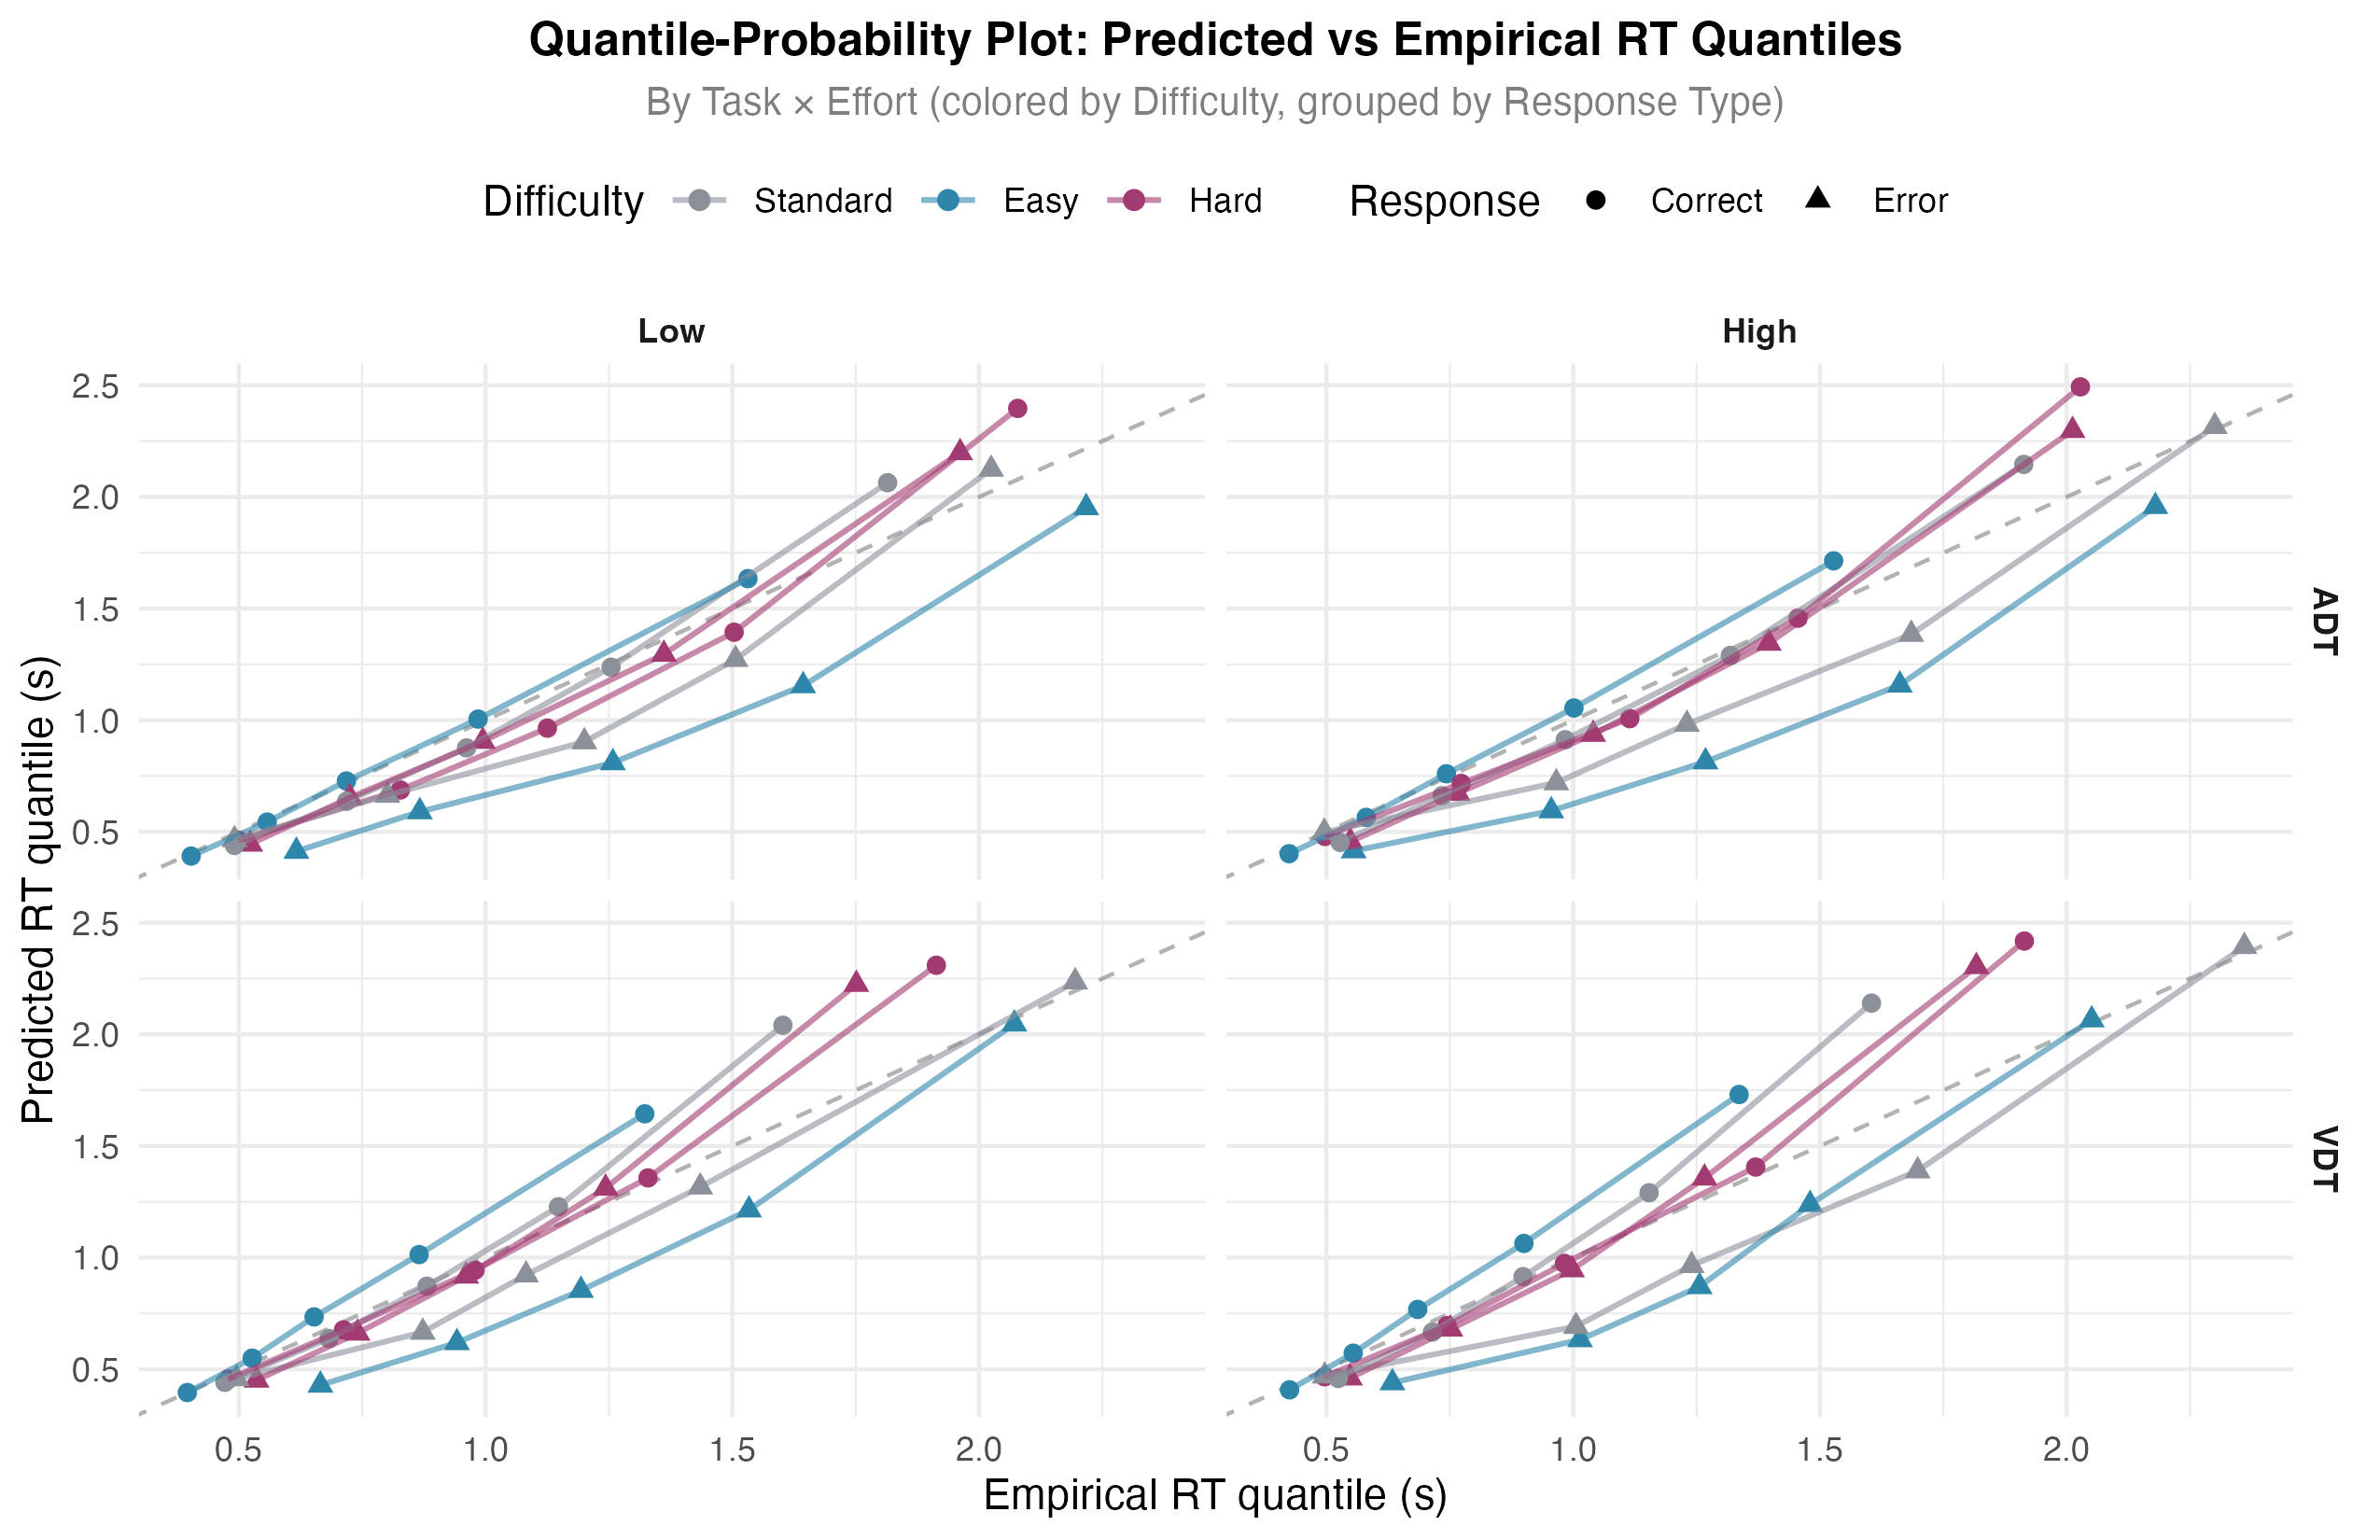 Quantile-Probability Plot: Predicted vs Empirical RT Quantiles
By Task × Effort (colored by Difficulty, grouped by Response Type)
Difficulty Standard Easy Hard Response Correct Error
Low High
2.5
2.0
1.5
1.0
0.5
ADT
2.5
2.0
1.5
1.0
0.5
VDT
Predicted RT quantile (s)
0.5 1.0 1.5 2.0 0.5 1.0 1.5 2.0
Empirical RT quantile (s)